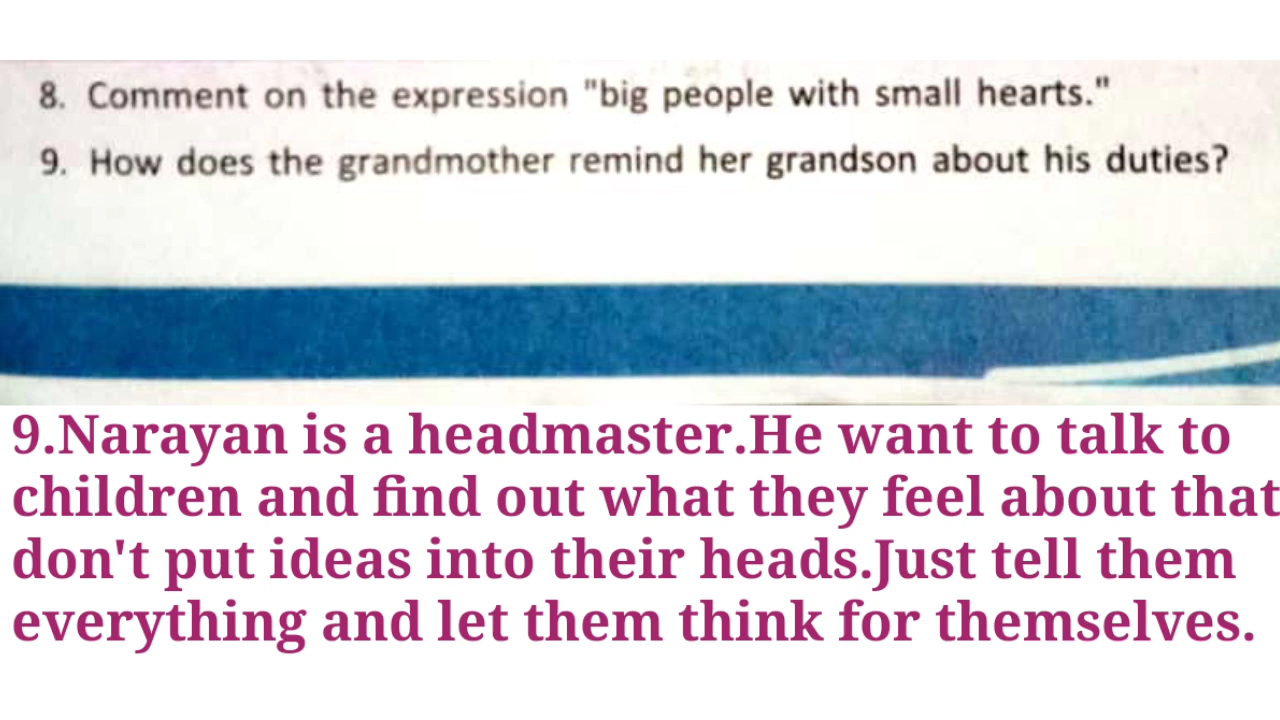 8. Comment on the expression "big people with small hearts."
9. How does the grandmother remind her grandson about his duties?
9.Narayan is a headmaster.He want to talk to
children and find out what they feel about that
don't put ideas into their heads.Just tell them
everything and let them think for themselves.